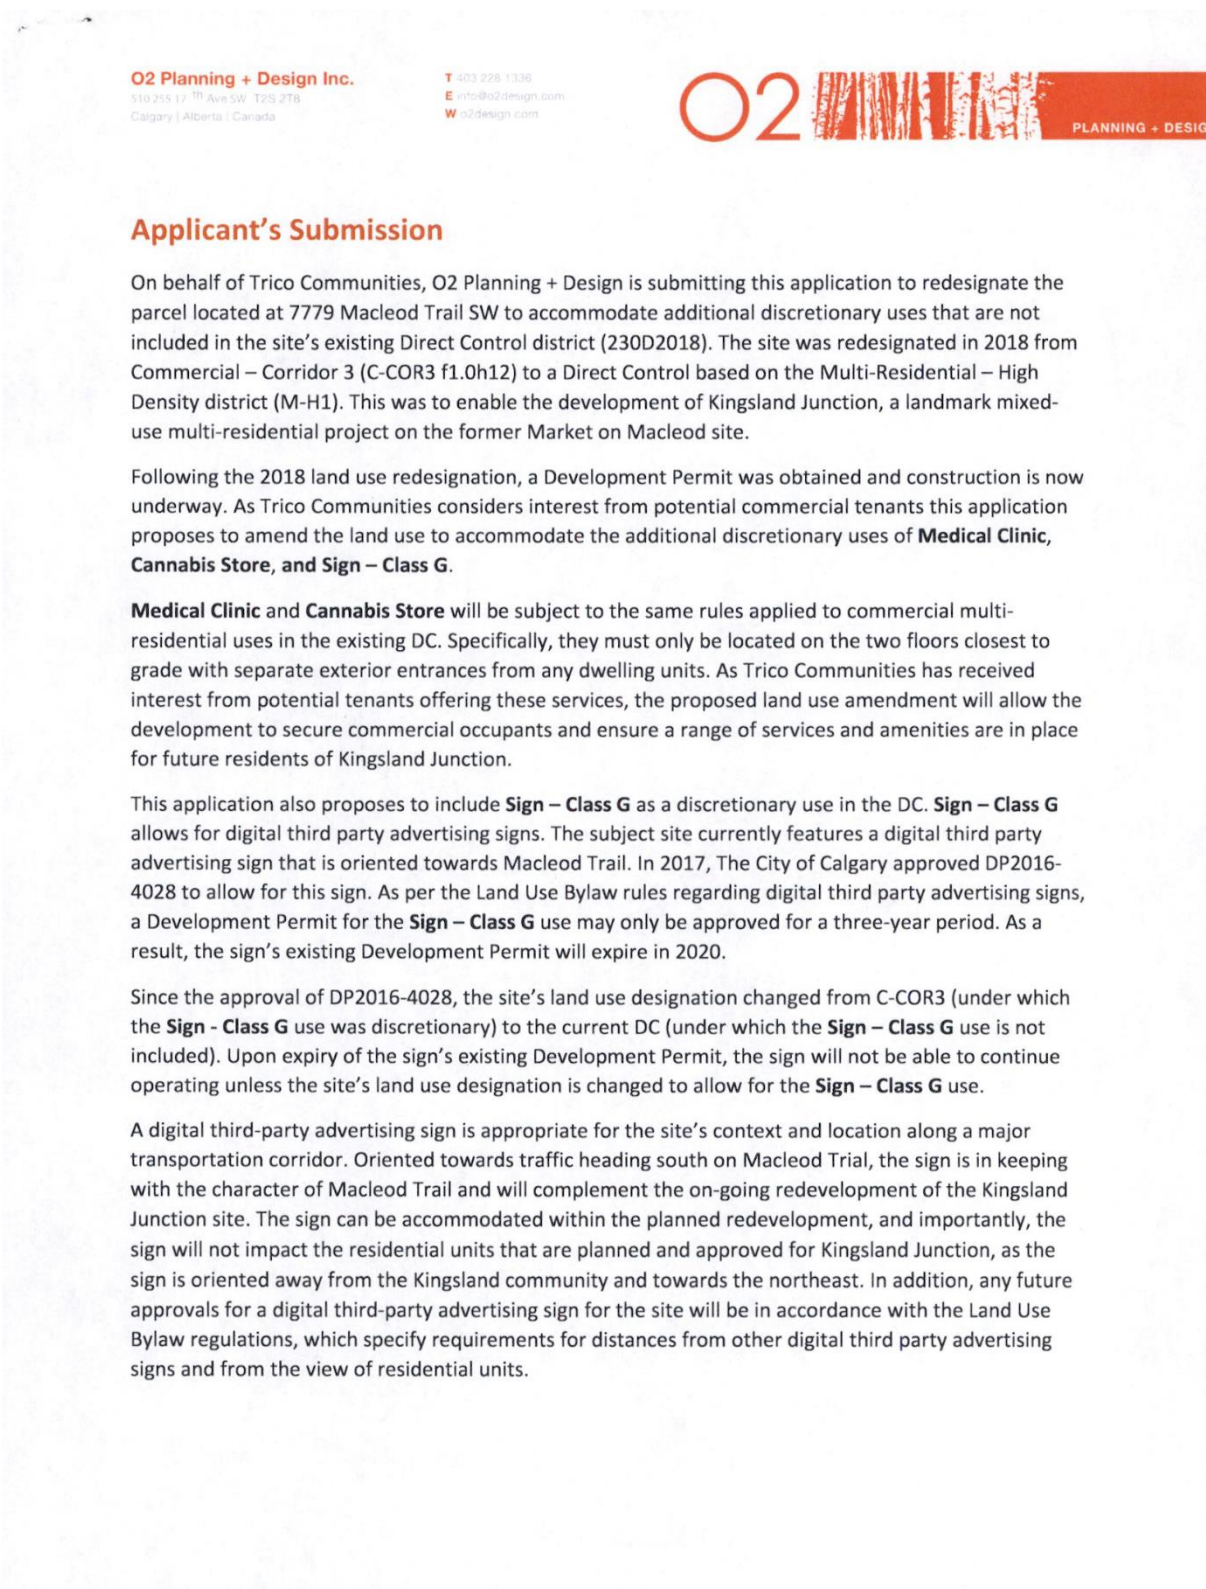 O2 Planning + Design Inc.
510 255 17 th Ave SW T2S 2T8
Calgary | Alberta | Canada
T 403 228 1336
E info@o2design.com
W o2design.com
O2
PLANNING + DESIG
Applicant's Submission
On behalf of Trico Communities, O2 Planning + Design is submitting this application to redesignate the
parcel located at 7779 Macleod Trail SW to accommodate additional discretionary uses that are not
included in the site's existing Direct Control district (230D2018). The site was redesignated in 2018 from
Commercial – Corridor 3 (C-COR3 f1.0h12) to a Direct Control based on the Multi-Residential – High
Density district (M-H1). This was to enable the development of Kingsland Junction, a landmark mixed-
use multi-residential project on the former Market on Macleod site.
Following the 2018 land use redesignation, a Development Permit was obtained and construction is now
underway. As Trico Communities considers interest from potential commercial tenants this application
proposes to amend the land use to accommodate the additional discretionary uses of Medical Clinic,
Cannabis Store, and Sign – Class G.
Medical Clinic and Cannabis Store will be subject to the same rules applied to commercial multi-
residential uses in the existing DC. Specifically, they must only be located on the two floors closest to
grade with separate exterior entrances from any dwelling units. As Trico Communities has received
interest from potential tenants offering these services, the proposed land use amendment will allow the
development to secure commercial occupants and ensure a range of services and amenities are in place
for future residents of Kingsland Junction.
This application also proposes to include Sign – Class G as a discretionary use in the DC. Sign – Class G
allows for digital third party advertising signs. The subject site currently features a digital third party
advertising sign that is oriented towards Macleod Trail. In 2017, The City of Calgary approved DP2016-
4028 to allow for this sign. As per the Land Use Bylaw rules regarding digital third party advertising signs,
a Development Permit for the Sign – Class G use may only be approved for a three-year period. As a
result, the sign's existing Development Permit will expire in 2020.
Since the approval of DP2016-4028, the site's land use designation changed from C-COR3 (under which
the Sign - Class G use was discretionary) to the current DC (under which the Sign – Class G use is not
included). Upon expiry of the sign's existing Development Permit, the sign will not be able to continue
operating unless the site's land use designation is changed to allow for the Sign – Class G use.
A digital third-party advertising sign is appropriate for the site's context and location along a major
transportation corridor. Oriented towards traffic heading south on Macleod Trial, the sign is in keeping
with the character of Macleod Trail and will complement the on-going redevelopment of the Kingsland
Junction site. The sign can be accommodated within the planned redevelopment, and importantly, the
sign will not impact the residential units that are planned and approved for Kingsland Junction, as the
sign is oriented away from the Kingsland community and towards the northeast. In addition, any future
approvals for a digital third-party advertising sign for the site will be in accordance with the Land Use
Bylaw regulations, which specify requirements for distances from other digital third party advertising
signs and from the view of residential units.